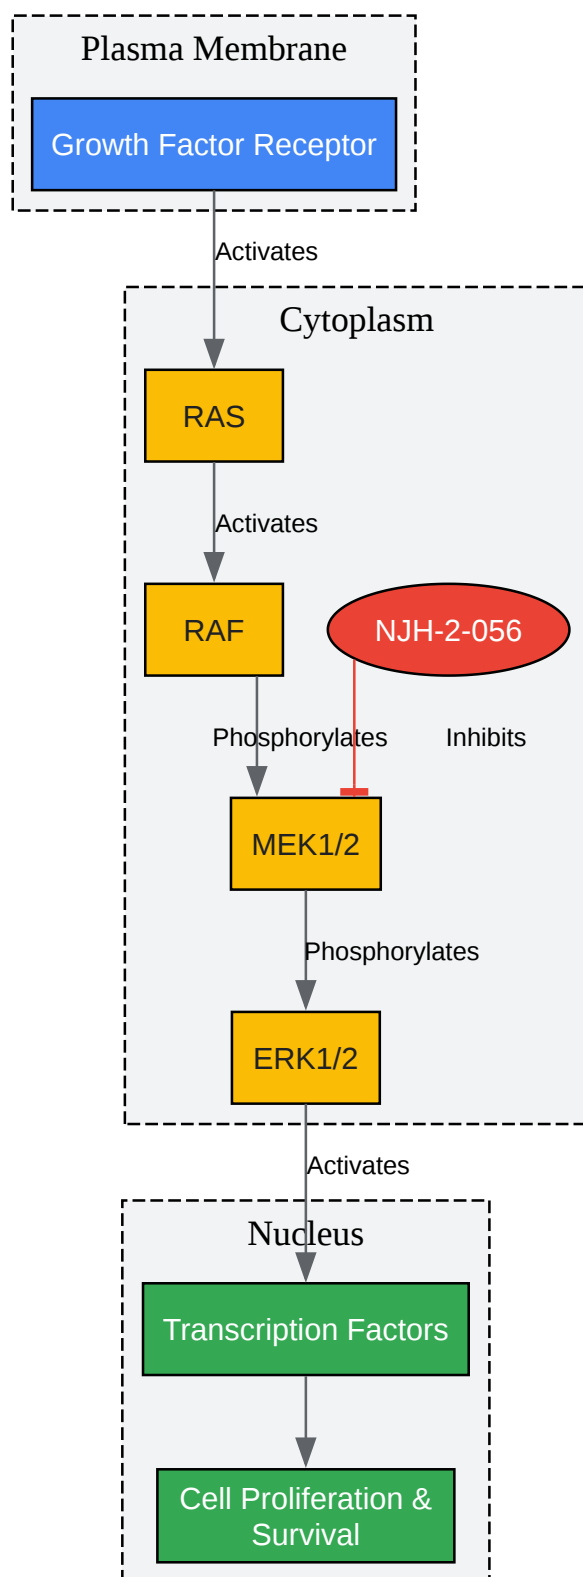 Plasma Membrane
Growth Factor Receptor
Activates
Cytoplasm
RAS
Activates
RAF
NJH-2-056
Phosphorylates
Inhibits
MEK1/2
Phosphorylates
ERK1/2
Activates
Nucleus
Transcription Factors
Cell Proliferation &
Survival